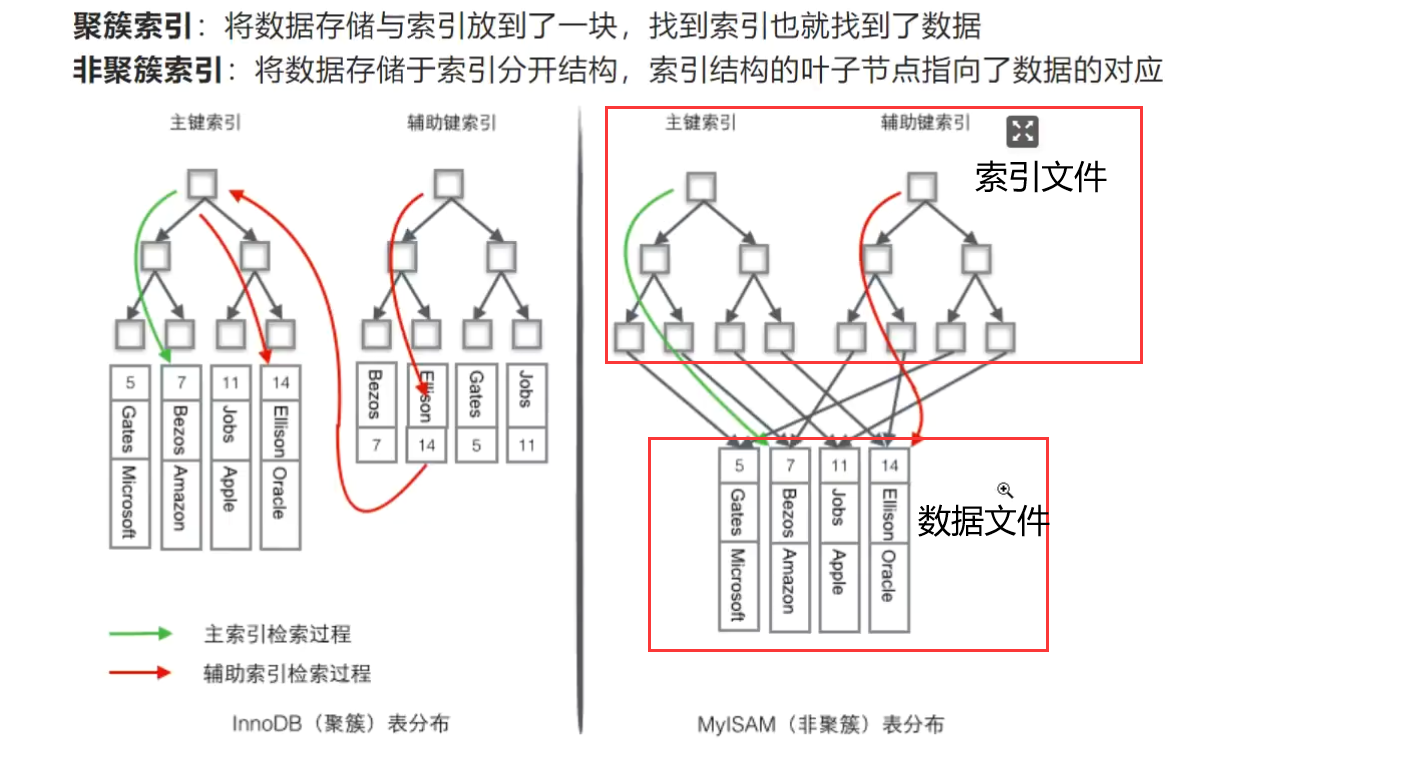 聚簇索引：将数据存储与索引放到了一块，找到索引也就找到了数据
非聚簇索引：将数据存储于索引分开结构，索引结构的叶子节点指向了数据的对应
主键索引
辅助键索引
5
Gates
Microsoft
7
Bezos
Amazon
11
Jobs
Apple
14
Ellison
Oracle
Bezos
7
Ellison
14
Gates
5
Jobs
11
主索引检索过程
辅助索引检索过程
InnoDB（聚簇）表分布
主键索引
辅助键索引
索引文件
5
Gates
Microsoft
7
Bezos
Amazon
11
Jobs
Apple
14
Ellison
Oracle
数据文件
MyISAM（非聚簇）表分布